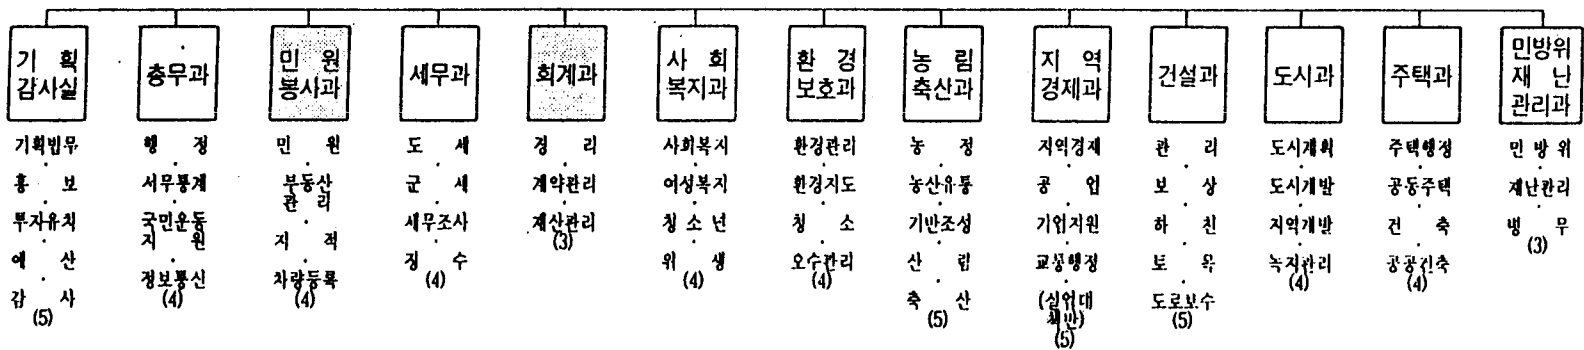 기 획
감사실
총무과
민 원
봉사과
세무과
회계과
사 회
복지과
환 경
보호과
농 림
축산과
지 역
경제과
건설과
도시과
주택과
민방위
재 난
관리과
기획법무
홍 보
투자유치
예 산
감 사
(5)
행 정
서무통계
국민운동
지 원
정보통신
(4)
민 원
부동산
관 리
지 적
차량등록
(4)
도 세
군 세
세무조사
징 수
(4)
경 리
계약관리
재산관리
(3)
사회복지
여성복지
청 소 년
위 생
(4)
환경관리
환경지도
청 소
오수관리
(4)
농 정
농산유통
기반조성
산 림
축 산
(5)
지역경제
공 업
기업지원
교통행정
(실업대
책반)
(5)
관 리
보 상
하 천
토 목
도로보수
(5)
도시계획
도시개발
지역개발
녹지관리
(4)
주택행정
공동주택
건 축
공공건축
(4)
민 방 위
재난관리
병 무
(3)